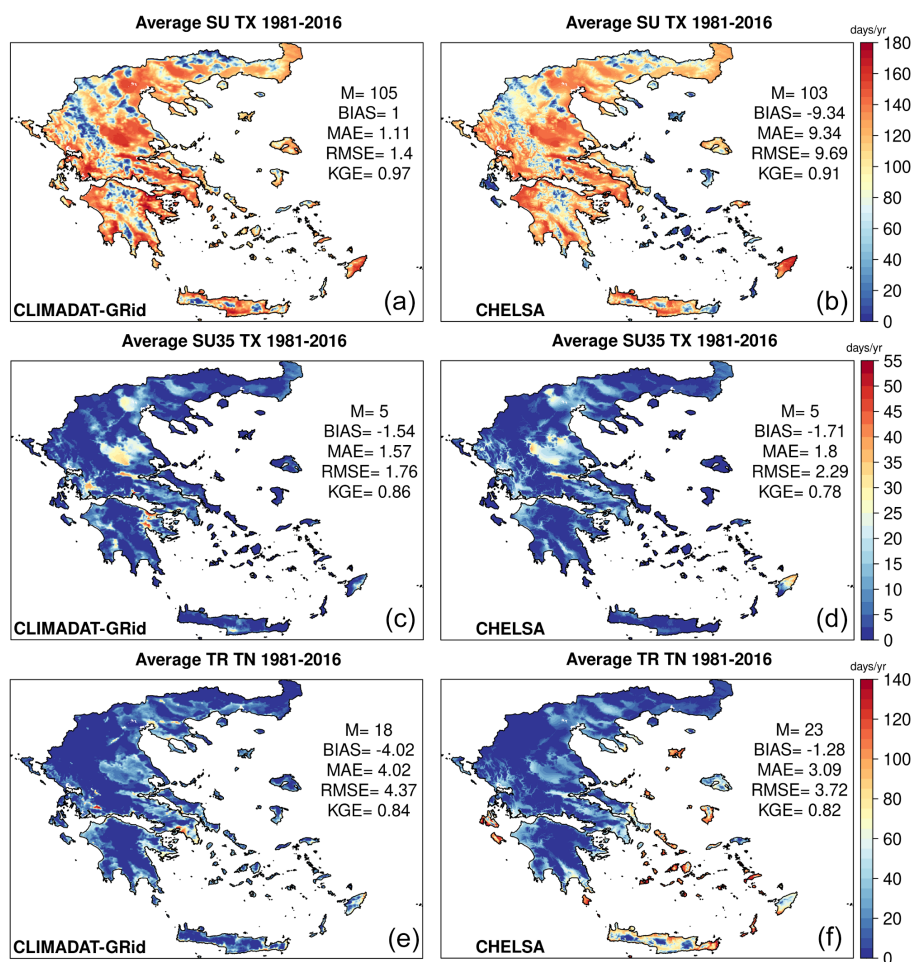 Average SU TX 1981-2016
M= 105
BIAS= 1
MAE= 1.11
RMSE= 1.4
KGE= 0.97
(a)
CLIMADAT-GRid
Average SU TX 1981-2016
M= 103
BIAS= -9.34
MAE= 9.34
RMSE= 9.69
KGE= 0.91
(b)
CHELSA
days/yr
180
160
140
120
100
80
60
40
20
0
Average SU35 TX 1981-2016
M= 5
BIAS= -1.54
MAE= 1.57
RMSE= 1.76
KGE= 0.86
(c)
CLIMADAT-GRid
Average SU35 TX 1981-2016
M= 5
BIAS= -1.71
MAE= 1.8
RMSE= 2.29
KGE= 0.78
(d)
CHELSA
days/yr
55
50
45
40
35
30
25
20
15
10
5
0
Average TR TN 1981-2016
M= 18
BIAS= -4.02
MAE= 4.02
RMSE= 4.37
KGE= 0.84
(e)
CLIMADAT-GRid
Average TR TN 1981-2016
M= 23
BIAS= -1.28
MAE= 3.09
RMSE= 3.72
KGE= 0.82
(f)
CHELSA
days/yr
140
120
100
80
60
40
20
0